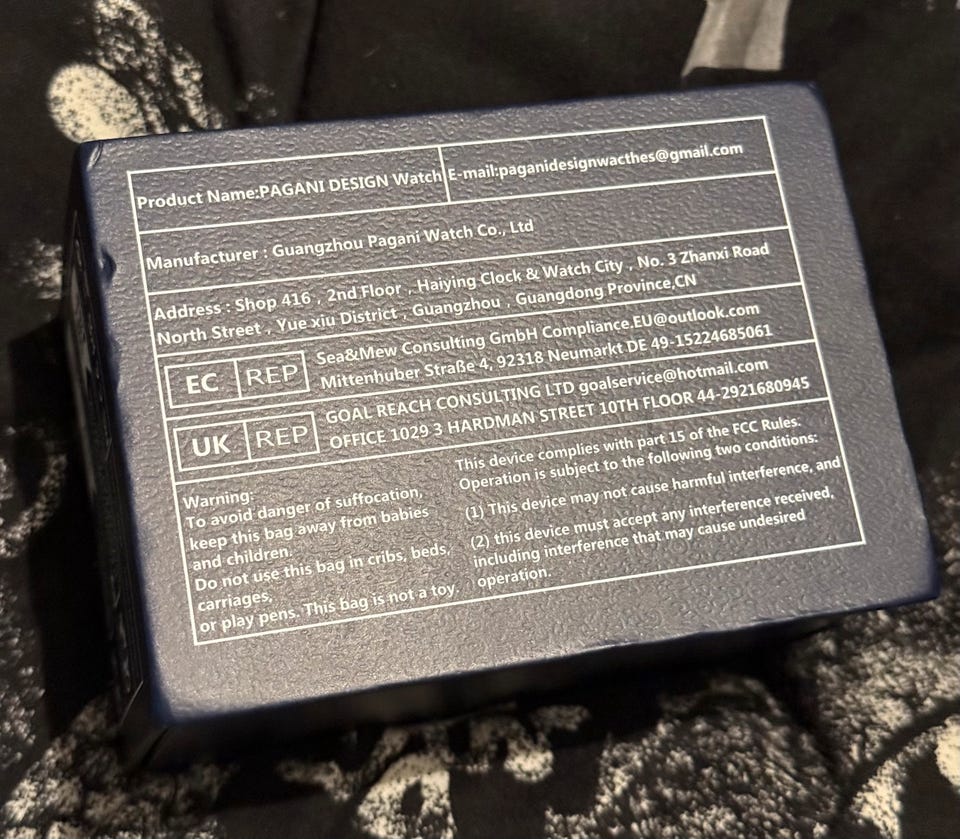 Product Name:PAGANI DESIGN Watch E-mail:paganidesignwacthes@gmail.com
Manufacturer : Guangzhou Pagani Watch Co., Ltd
Address : Shop 416 , 2nd Floor , Haiying Clock & Watch City , No. 3 Zhanxi Road
North Street , Yue xiu District , Guangzhou , Guangdong Province,CN
EC REP
Sea&Mew Consulting GmbH Compliance.EU@outlook.com
Mittenhuber Straße 4, 92318 Neumarkt DE 49-15224685061
UK REP
GOAL REACH CONSULTING LTD goalservice@hotmail.com
OFFICE 1029 3 HARDMAN STREET 10TH FLOOR 44-2921680945
Warning:
To avoid danger of suffocation,
keep this bag away from babies
and children.
Do not use this bag in cribs, beds,
carriages,
or play pens. This bag is not a toy.
This device complies with part 15 of the FCC Rules:
Operation is subject to the following two conditions:
(1) This device may not cause harmful interference, and
(2) this device must accept any interference received,
including interference that may cause undesired
operation.